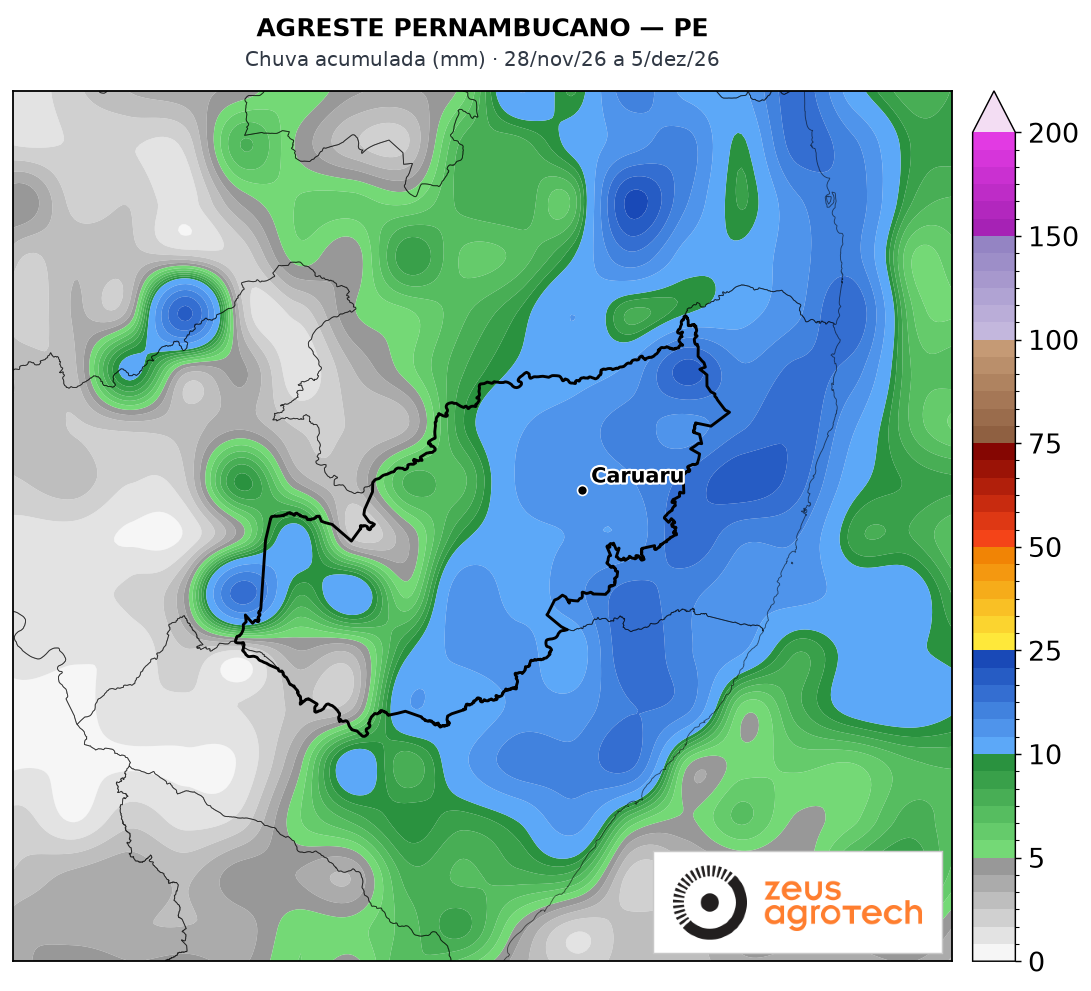 AGRESTE PERNAMBUCANO — PE
Chuva acumulada (mm) · 28/nov/26 a 5/dez/26
200
150
100
75
50
25
10
5
0
Caruaru
zeus
agrotech